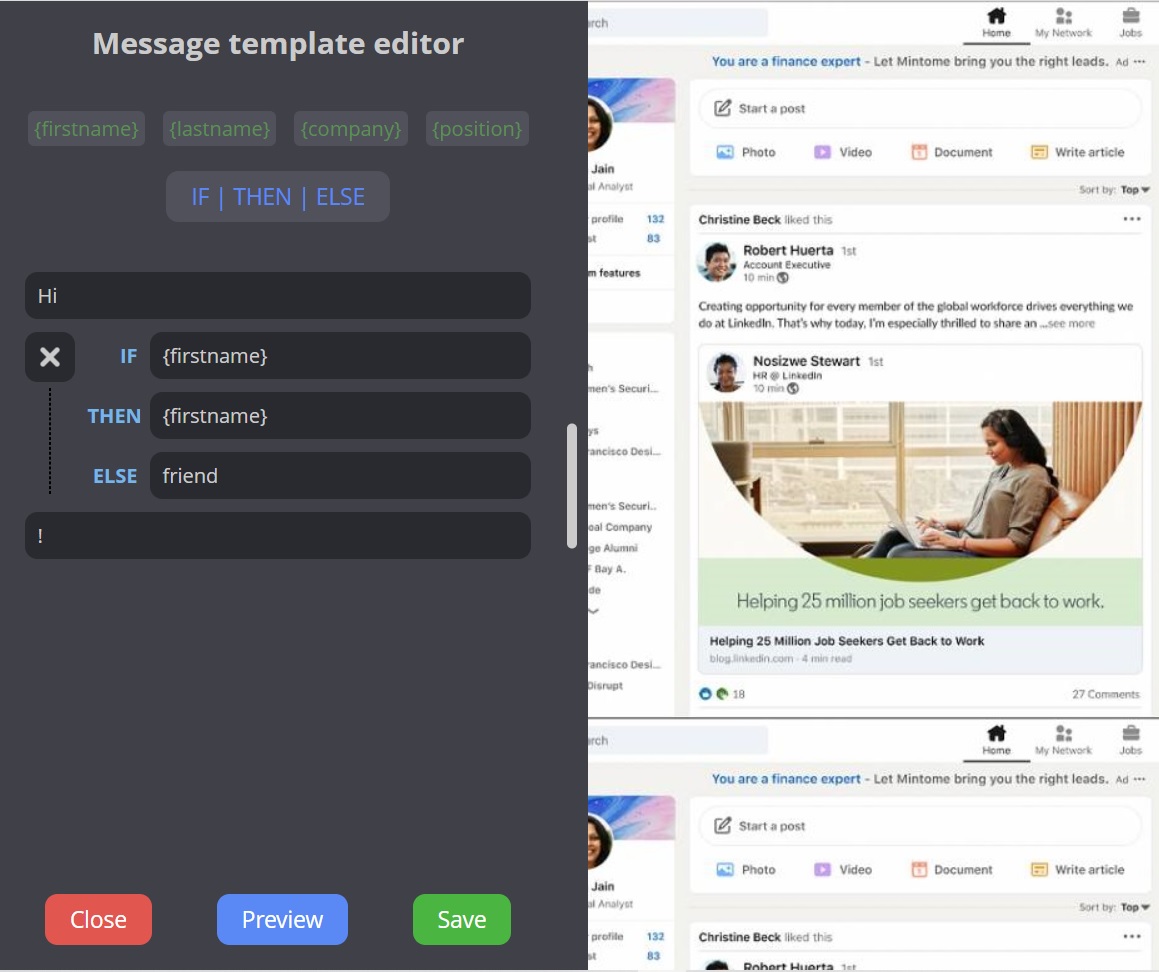 Message template editor
{firstname} {lastname} {company} {position}
IF | THEN | ELSE
Hi
IF {firstname}
THEN {firstname}
ELSE friend
!
Close Preview Save
Home My Network Jobs
You are a finance expert - Let Mintome bring you the right leads. Ad
Start a post
Photo Video Document Write article
Sort by: Top
Jain
al Analyst
profile 132
st 83
m features
men's Securi...
ys
rancisco Desi...
men's Securi..
oal Company
ge Alumni
F Bay A.
de
rancisco Desi...
Disrupt
Christine Beck liked this
Robert Huerta 1st
Account Executive
10 min
Creating opportunity for every member of the global workforce drives everything we
do at LinkedIn. That's why today, I'm especially thrilled to share an ...see more
Nosizwe Stewart 1st
HR @ LinkedIn
10 min
Helping 25 million job seekers get back to work.
Helping 25 Million Job Seekers Get Back to Work
blog.linkedin.com · 4 min read
18 27 Comments
Home My Network Jobs
You are a finance expert - Let Mintome bring you the right leads. Ad
Start a post
Photo Video Document Write article
Sort by: Top
Jain
al Analyst
profile 132
st 83
Christine Beck liked this
Robert Huerta 1st